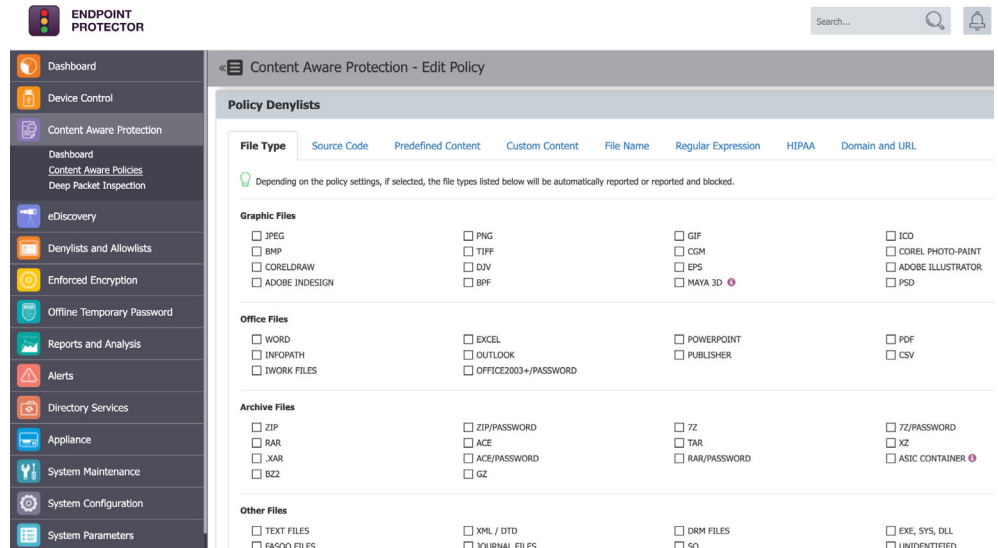 ENDPOINT
PROTECTOR
Search...
Dashboard
Device Control
Content Aware Protection
Dashboard
Content Aware Policies
Deep Packet Inspection
eDiscovery
Denylists and Allowlists
Enforced Encryption
Offline Temporary Password
Reports and Analysis
Alerts
Directory Services
Appliance
System Maintenance
System Configuration
System Parameters
Content Aware Protection - Edit Policy
Policy Denylists
File Type Source Code Predefined Content Custom Content File Name Regular Expression HIPAA Domain and URL
Depending on the policy settings, if selected, the file types listed below will be automatically reported or reported and blocked.
Graphic Files
JPEG PNG GIF ICO
BMP TIFF CGM COREL PHOTO-PAINT
CORELDRAW DJV EPS ADOBE ILLUSTRATOR
ADOBE INDESIGN BPF MAYA 3D PSD
Office Files
WORD EXCEL POWERPOINT PDF
INFOPATH OUTLOOK PUBLISHER CSV
IWORK FILES OFFICE2003+/PASSWORD
Archive Files
ZIP ZIP/PASSWORD 7Z 7Z/PASSWORD
RAR ACE TAR XZ
.XAR ACE/PASSWORD RAR/PASSWORD ASIC CONTAINER
BZ2 GZ
Other Files
TEXT FILES XML / DTD DRM FILES EXE, SYS, DLL
FASOO FILES JOURNAL FILES SO UNIDENTIFIED